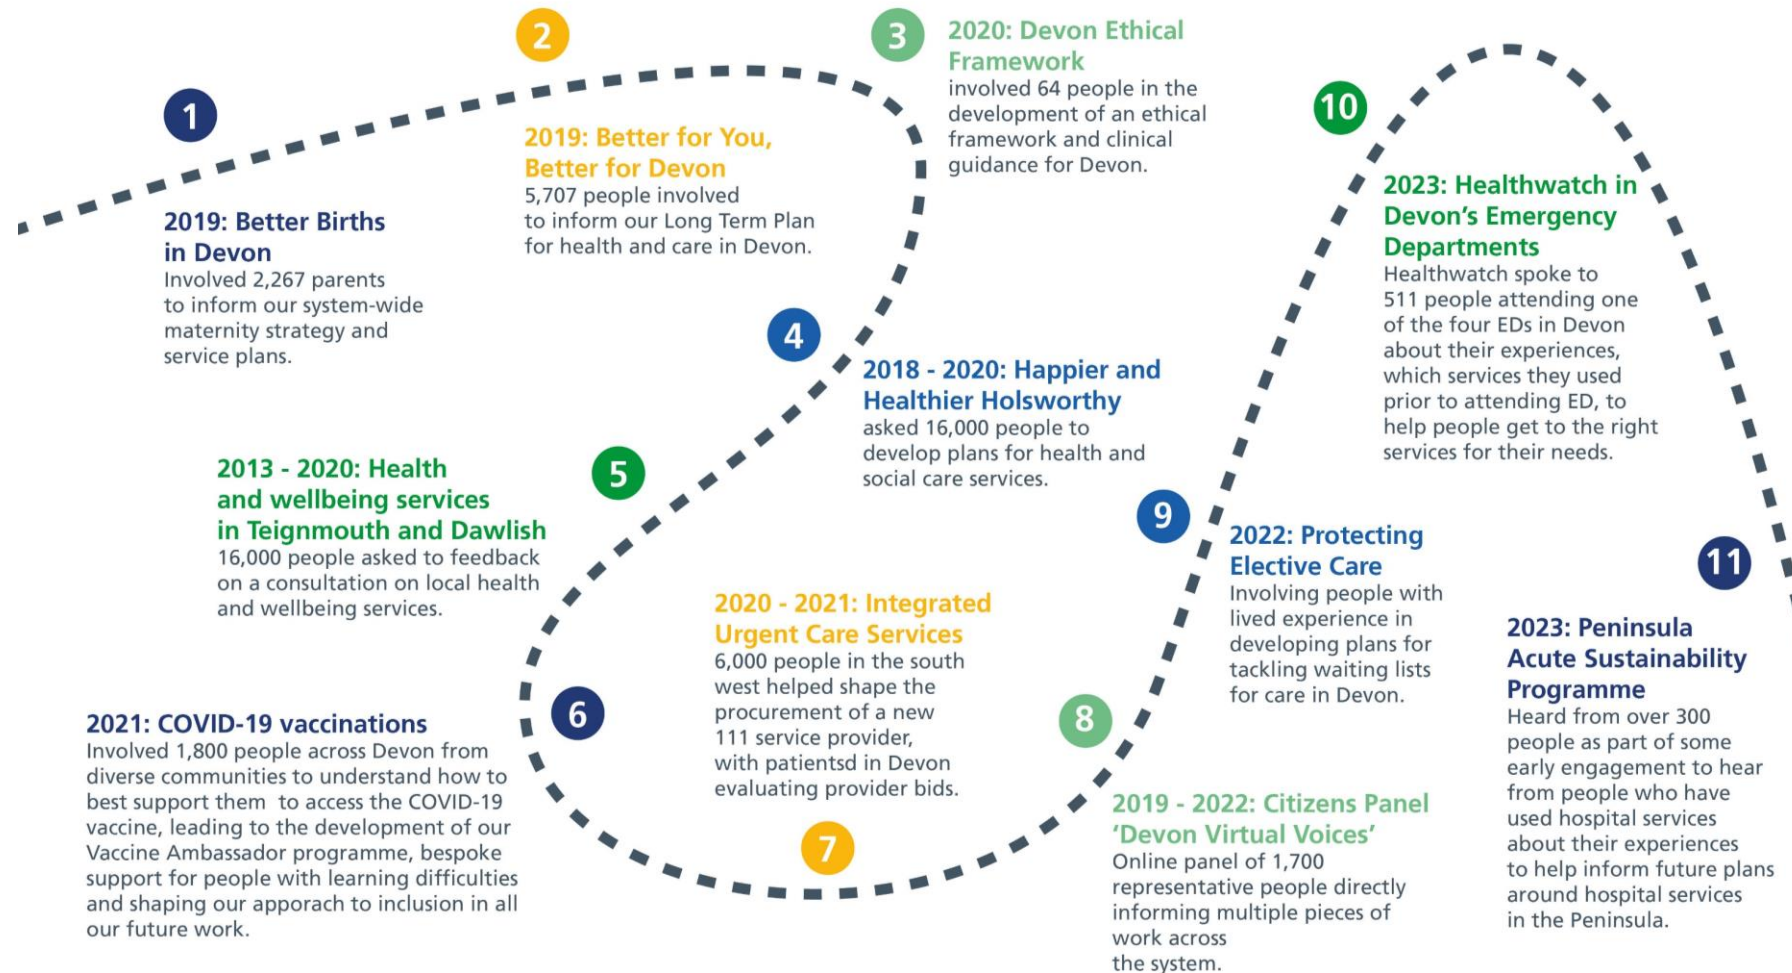 1
2019: Better Births
in Devon
Involved 2,267 parents
to inform our system-wide
maternity strategy and
service plans.
2
2019: Better for You,
Better for Devon
5,707 people involved
to inform our Long Term Plan
for health and care in Devon.
3
2020: Devon Ethical
Framework
involved 64 people in the
development of an ethical
framework and clinical
guidance for Devon.
4
2018 - 2020: Happier and
Healthier Holsworthy
asked 16,000 people to
develop plans for health and
social care services.
5
2013 - 2020: Health
and wellbeing services
in Teignmouth and Dawlish
16,000 people asked to feedback
on a consultation on local health
and wellbeing services.
6
2021: COVID-19 vaccinations
Involved 1,800 people across Devon from
diverse communities to understand how to
best support them to access the COVID-19
vaccine, leading to the development of our
Vaccine Ambassador programme, bespoke
support for people with learning difficulties
and shaping our apporach to inclusion in all
our future work.
7
2020 - 2021: Integrated
Urgent Care Services
6,000 people in the south
west helped shape the
procurement of a new
111 service provider,
with patientsd in Devon
evaluating provider bids.
8
2019 - 2022: Citizens Panel
‘Devon Virtual Voices’
Online panel of 1,700
representative people directly
informing multiple pieces of
work across
the system.
9
2022: Protecting
Elective Care
Involving people with
lived experience in
developing plans for
tackling waiting lists
for care in Devon.
10
2023: Healthwatch in
Devon’s Emergency
Departments
Healthwatch spoke to
511 people attending one
of the four EDs in Devon
about their experiences,
which services they used
prior to attending ED, to
help people get to the right
services for their needs.
11
2023: Peninsula
Acute Sustainability
Programme
Heard from over 300
people as part of some
early engagement to hear
from people who have
used hospital services
about their experiences
to help inform future plans
around hospital services
in the Peninsula.